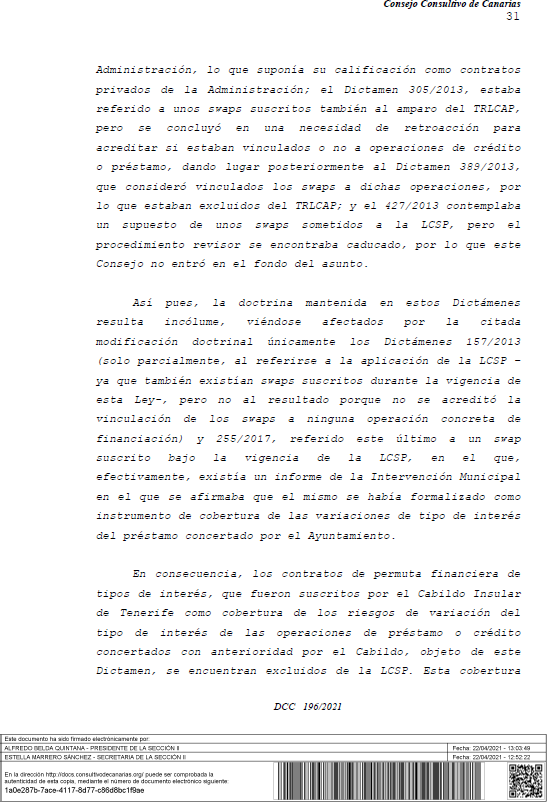 Consejo Consultivo de Canarias
31
Administración, lo que suponía su calificación como contratos
privados de la Administración; el Dictamen 305/2013, estaba
referido a unos swaps suscritos también al amparo del TRLCAP,
pero se concluyó en una necesidad de retroacción para
acreditar si estaban vinculados o no a operaciones de crédito
o préstamo, dando lugar posteriormente al Dictamen 389/2013,
que consideró vinculados los swaps a dichas operaciones, por
lo que estaban excluidos del TRLCAP; y el 427/2013 contemplaba
un supuesto de unos swaps sometidos a la LCSP, pero el
procedimiento revisor se encontraba caducado, por lo que este
Consejo no entró en el fondo del asunto.
Así pues, la doctrina mantenida en estos Dictámenes
resulta incólume, viéndose afectados por la citada
modificación doctrinal únicamente los Dictámenes 157/2013
(solo parcialmente, al referirse a la aplicación de la LCSP –
ya que también existían swaps suscritos durante la vigencia de
esta Ley-, pero no al resultado porque no se acreditó la
vinculación de los swaps a ninguna operación concreta de
financiación) y 255/2017, referido este último a un swap
suscrito bajo la vigencia de la LCSP, en el que,
efectivamente, existía un informe de la Intervención Municipal
en el que se afirmaba que el mismo se había formalizado como
instrumento de cobertura de las variaciones de tipo de interés
del préstamo concertado por el Ayuntamiento.
En consecuencia, los contratos de permuta financiera de
tipos de interés, que fueron suscritos por el Cabildo Insular
de Tenerife como cobertura de los riesgos de variación del
tipo de interés de las operaciones de préstamo o crédito
concertados con anterioridad por el Cabildo, objeto de este
Dictamen, se encuentran excluidos de la LCSP. Esta cobertura
DCC 196/2021
Este documento ha sido firmado electrónicamente por:
ALFREDO BELDA QUINTANA - PRESIDENTE DE LA SECCIÓN II Fecha: 22/04/2021 - 13:03:49
ESTELLA MARRERO SÁNCHEZ - SECRETARIA DE LA SECCIÓN II Fecha: 22/04/2021 - 12:52:22
En la dirección http://docs.consultivodecanarias.org/ puede ser comprobada la
autenticidad de esta copia, mediante el número de documento electrónico siguiente:
1a0e287b-7ace-4117-8d77-c86d8bc1f9ae